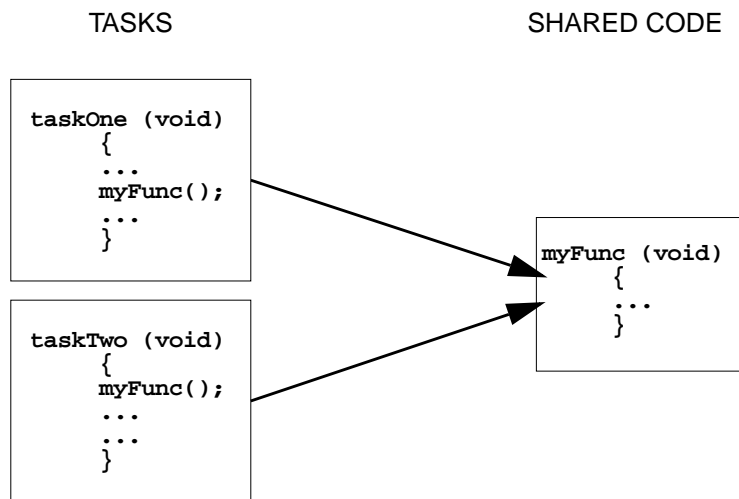 TASKS
SHARED CODE
taskOne (void)
{
...
myFunc();
...
}
myFunc (void)
{
...
}
taskTwo (void)
{
myFunc();
...
...
}